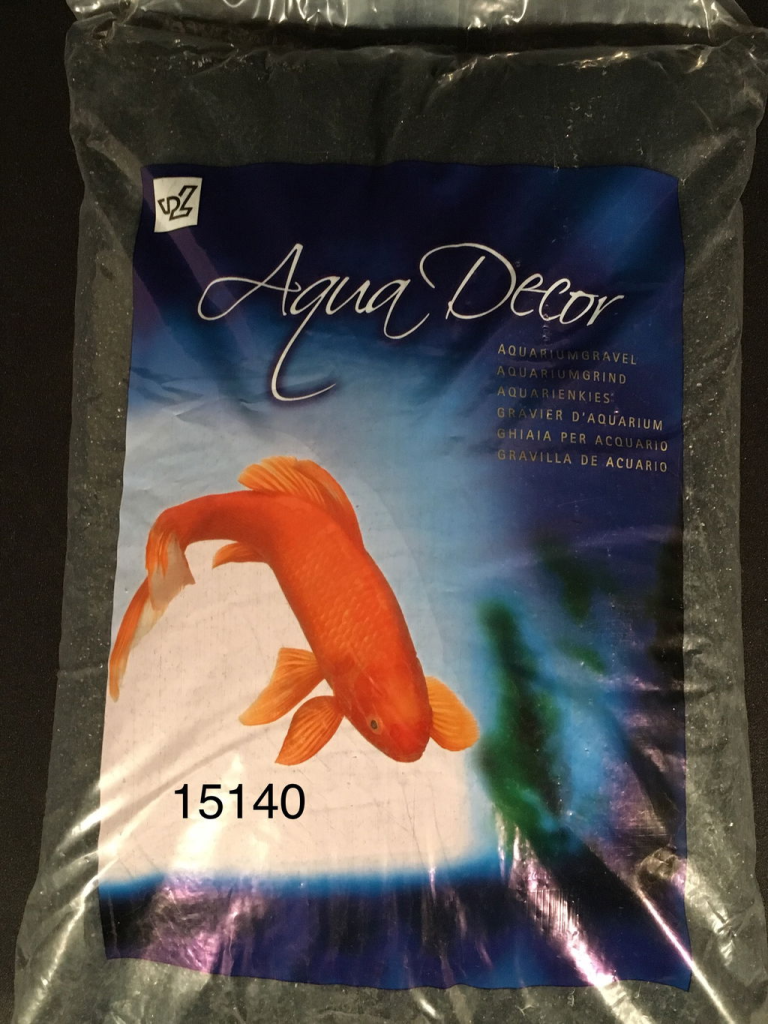 Aqua Decor
AQUARIUMGRAVEL
AQUARIUMGRIND
AQUARIENKIES
GRAVIER D'AQUARIUM
GHIAIA PER ACQUARIO
GRAVILLA DE ACUARIO
15140